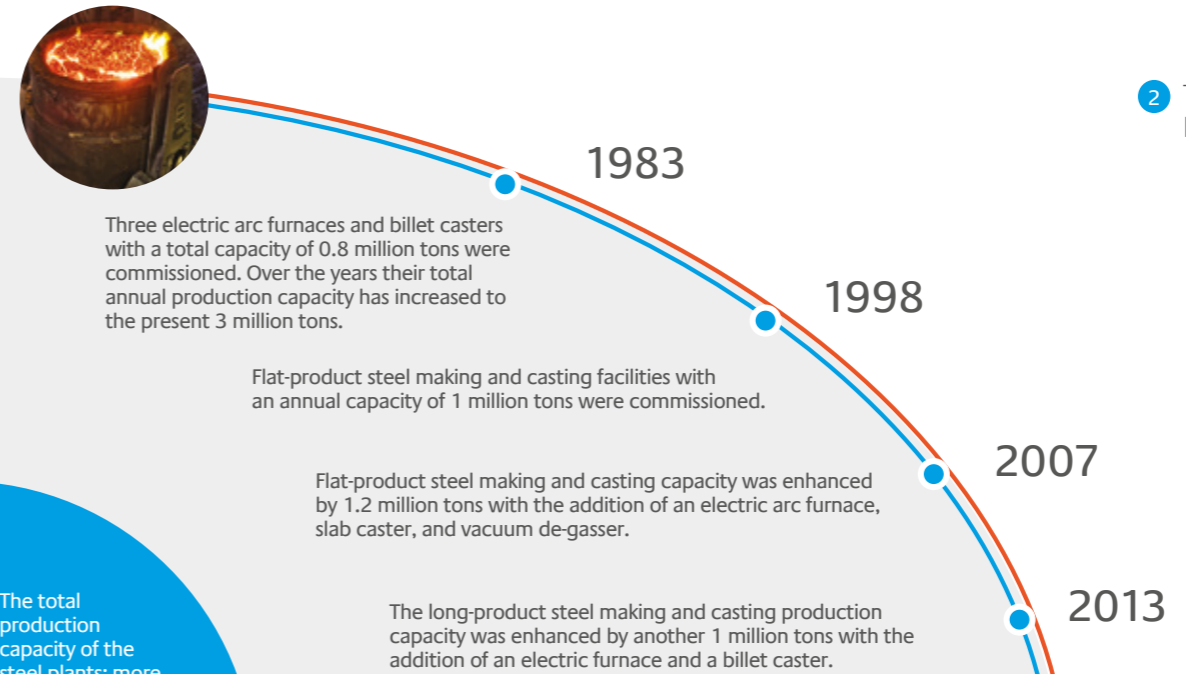 1983
Three electric arc furnaces and billet casters
with a total capacity of 0.8 million tons were
commissioned. Over the years their total
annual production capacity has increased to
the present 3 million tons.
1998
Flat-product steel making and casting facilities with
an annual capacity of 1 million tons were commissioned.
2007
Flat-product steel making and casting capacity was enhanced
by 1.2 million tons with the addition of an electric arc furnace,
slab caster, and vacuum de-gasser.
2013
The long-product steel making and casting production
capacity was enhanced by another 1 million tons with the
addition of an electric furnace and a billet caster.
The total
production
capacity of the
steel plants: more
2